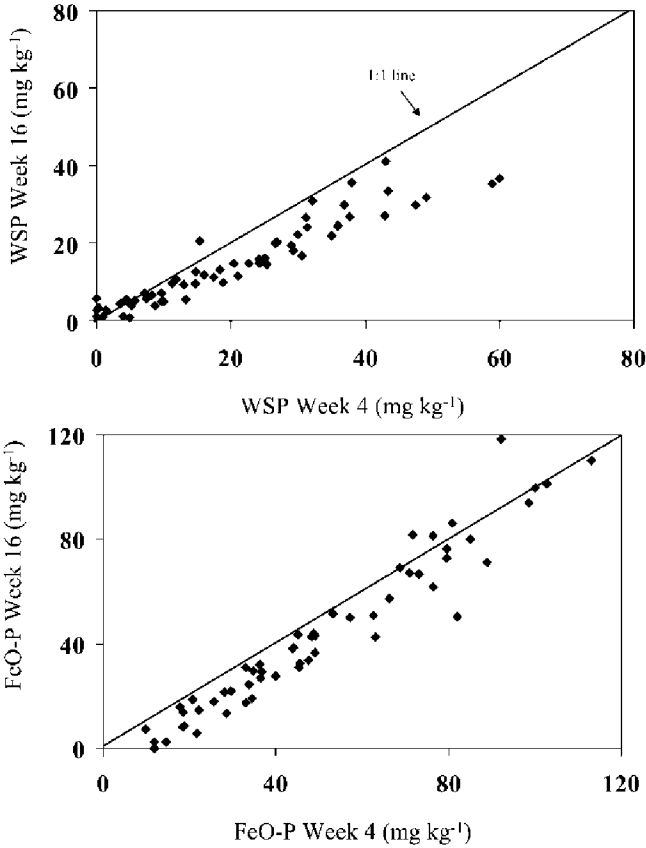 80
60
40
20
0
WSP Week 16 (mg kg⁻¹)
1:1 line
0 20 40 60 80
WSP Week 4 (mg kg⁻¹)
120
80
40
0
FeO-P Week 16 (mg kg⁻¹)
0 40 80 120
FeO-P Week 4 (mg kg⁻¹)